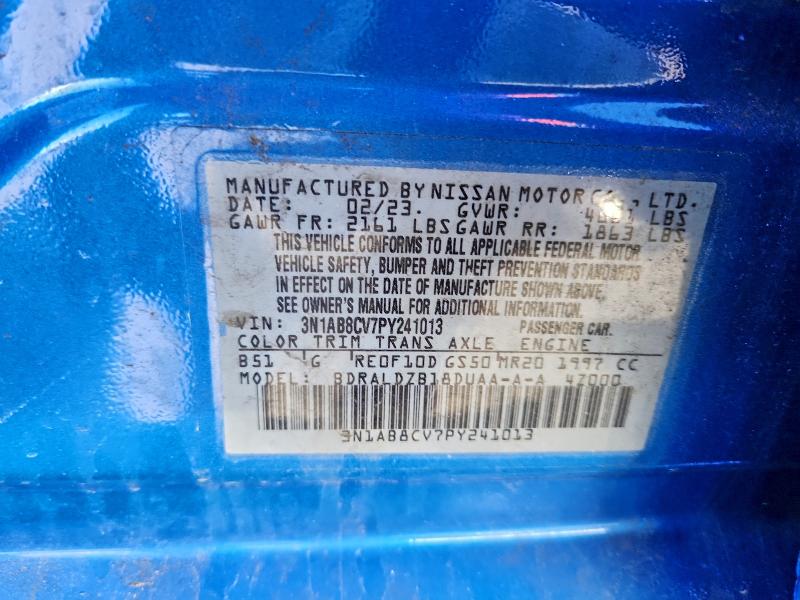 MANUFACTURED BY NISSAN MOTOR CO., LTD.
DATE: 02/23. GVWR: LBS
GAWR FR: 2161 LBS GAWR RR: 1863 LBS
THIS VEHICLE CONFORMS TO ALL APPLICABLE FEDERAL MOTOR
VEHICLE SAFETY, BUMPER AND THEFT PREVENTION STANDARDS
IN EFFECT ON THE DATE OF MANUFACTURE SHOWN ABOVE.
SEE OWNER'S MANUAL FOR ADDITIONAL INFORMATION.
VIN: 3N1AB8CV7PY241013 PASSENGER CAR.
COLOR TRIM TRANS AXLE ENGINE
B51 G RE0F10D GS50 MR20 1997 CC
MODEL: BDRALDZB18DUAA-A-A 4Z000
3N1AB8CV7PY241013